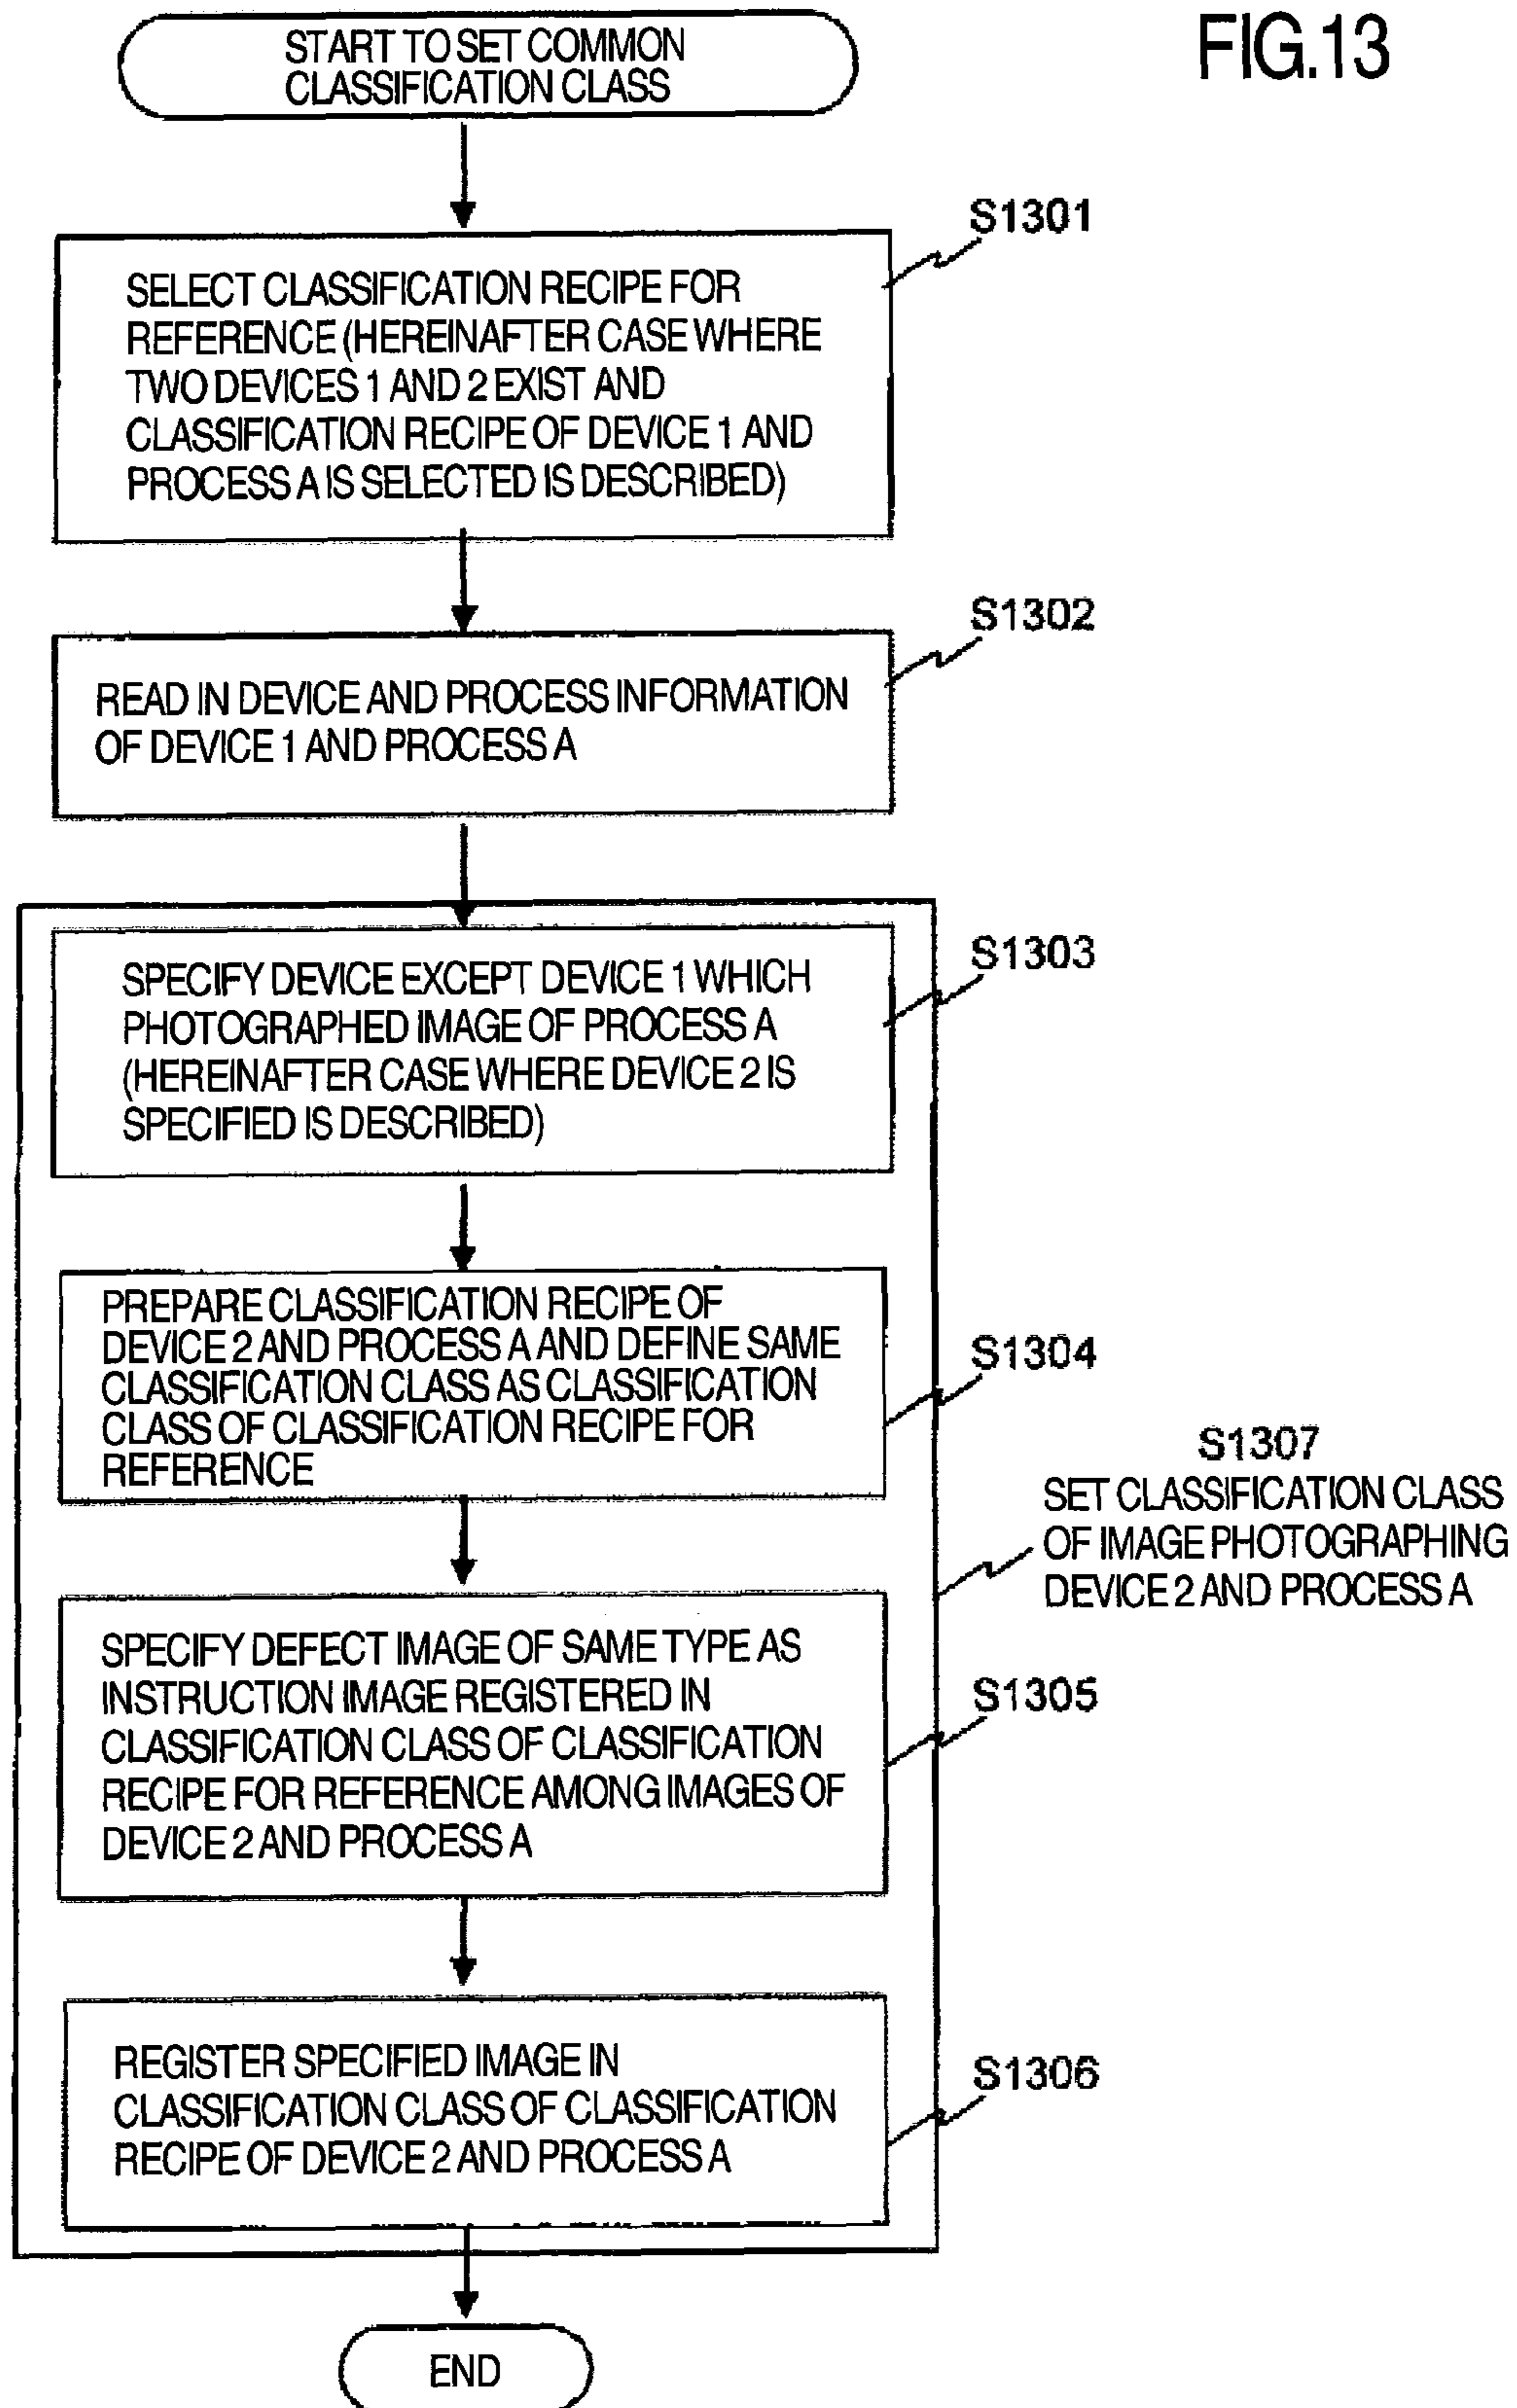 FIG.13
START TO SET COMMON
CLASSIFICATION CLASS
S1301
SELECT CLASSIFICATION RECIPE FOR
REFERENCE (HEREINAFTER CASE WHERE
TWO DEVICES 1 AND 2 EXIST AND
CLASSIFICATION RECIPE OF DEVICE 1 AND
PROCESS A IS SELECTED IS DESCRIBED)
S1302
READ IN DEVICE AND PROCESS INFORMATION
OF DEVICE 1 AND PROCESS A
S1303
SPECIFY DEVICE EXCEPT DEVICE 1 WHICH
PHOTOGRAPHED IMAGE OF PROCESS A
(HEREINAFTER CASE WHERE DEVICE 2 IS
SPECIFIED IS DESCRIBED)
S1304
PREPARE CLASSIFICATION RECIPE OF
DEVICE 2 AND PROCESS A AND DEFINE SAME
CLASSIFICATION CLASS AS CLASSIFICATION
CLASS OF CLASSIFICATION RECIPE FOR
REFERENCE
S1307
SET CLASSIFICATION CLASS
OF IMAGE PHOTOGRAPHING
DEVICE 2 AND PROCESS A
S1305
SPECIFY DEFECT IMAGE OF SAME TYPE AS
INSTRUCTION IMAGE REGISTERED IN
CLASSIFICATION CLASS OF CLASSIFICATION
RECIPE FOR REFERENCE AMONG IMAGES OF
DEVICE 2 AND PROCESS A
S1306
REGISTER SPECIFIED IMAGE IN
CLASSIFICATION CLASS OF CLASSIFICATION
RECIPE OF DEVICE 2 AND PROCESS A
END